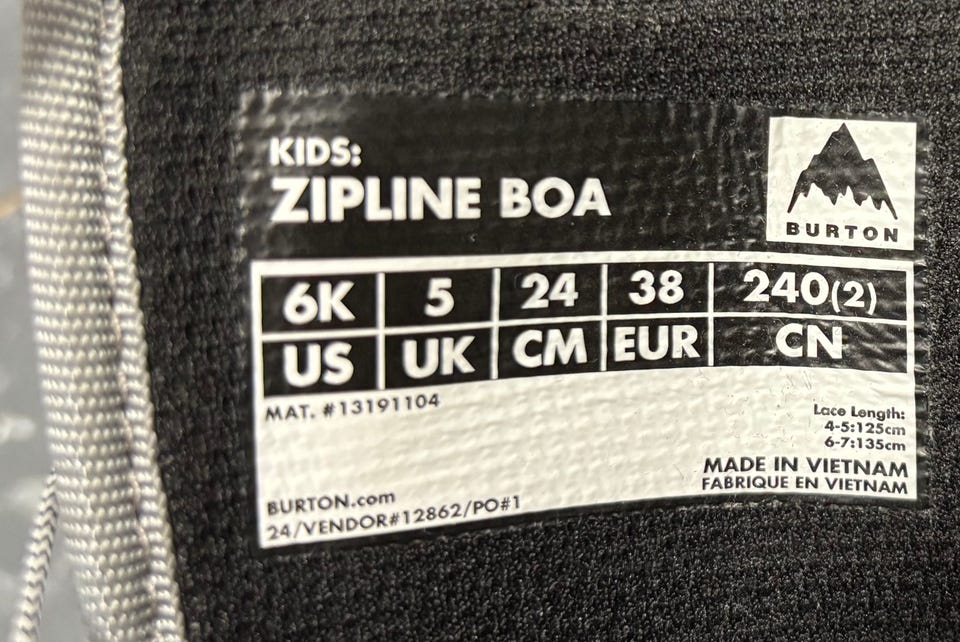 KIDS:
ZIPLINE BOA
BURTON
6K 5 24 38 240(2)
US UK CM EUR CN
MAT. #13191104
Lace Length:
4-5:125cm
6-7:135cm
MADE IN VIETNAM
FABRIQUE EN VIETNAM
BURTON.com
24/VENDOR#12862/PO#1